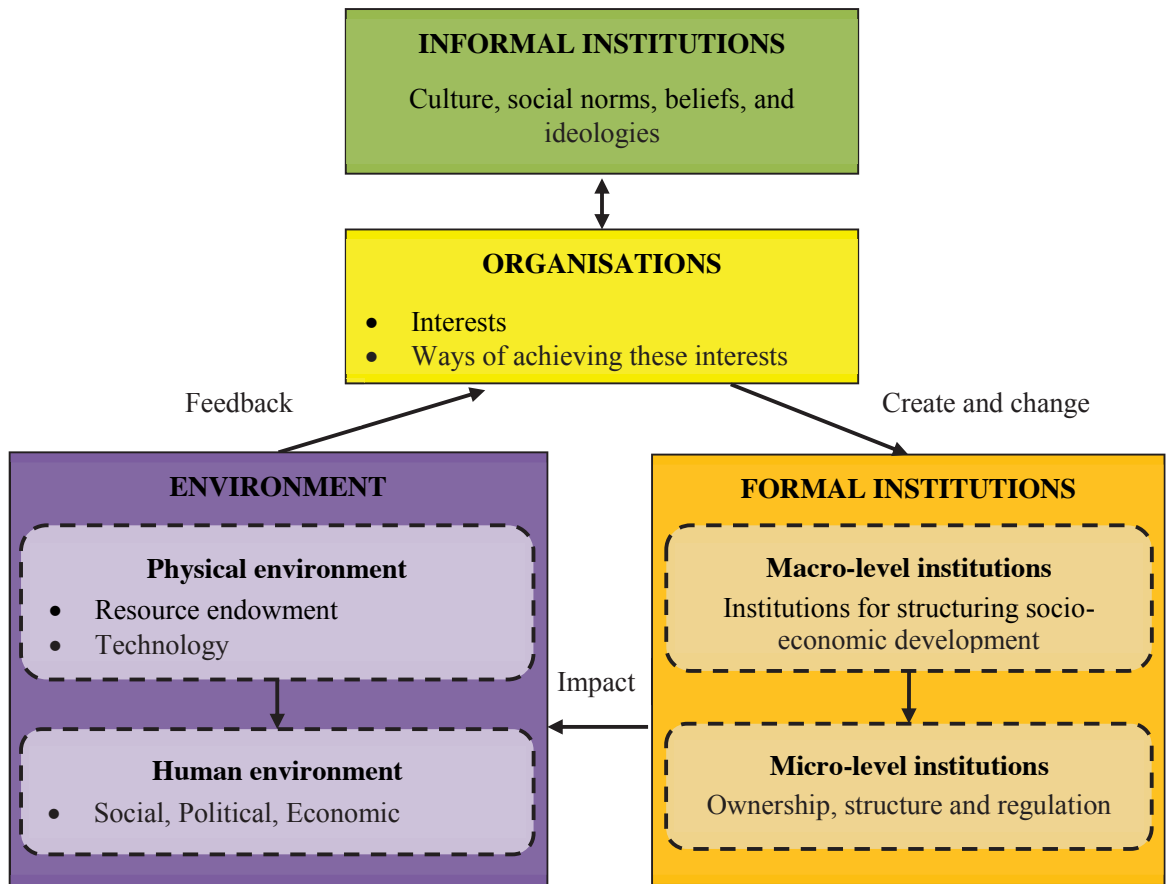 INFORMAL INSTITUTIONS
Culture, social norms, beliefs, and
ideologies
ORGANISATIONS
• Interests
• Ways of achieving these interests
Feedback
Create and change
ENVIRONMENT
Physical environment
• Resource endowment
• Technology
Human environment
• Social, Political, Economic
Impact
FORMAL INSTITUTIONS
Macro-level institutions
Institutions for structuring socio-
economic development
Micro-level institutions
Ownership, structure and regulation